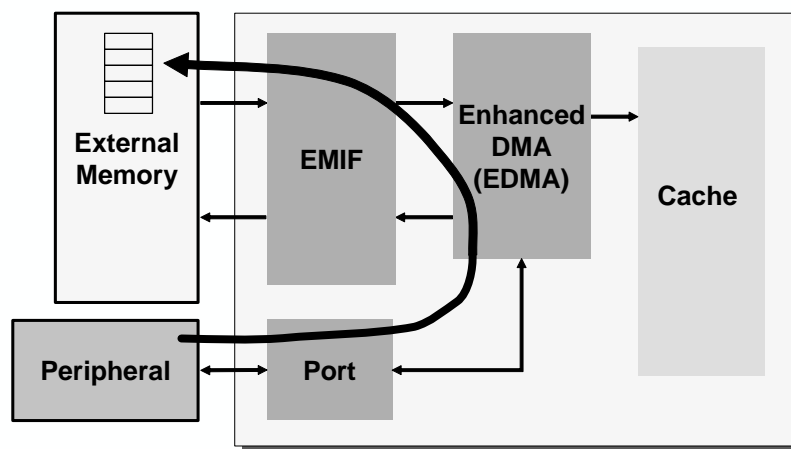 External
Memory
EMIF
Enhanced
DMA
(EDMA)
Cache
Peripheral
Port